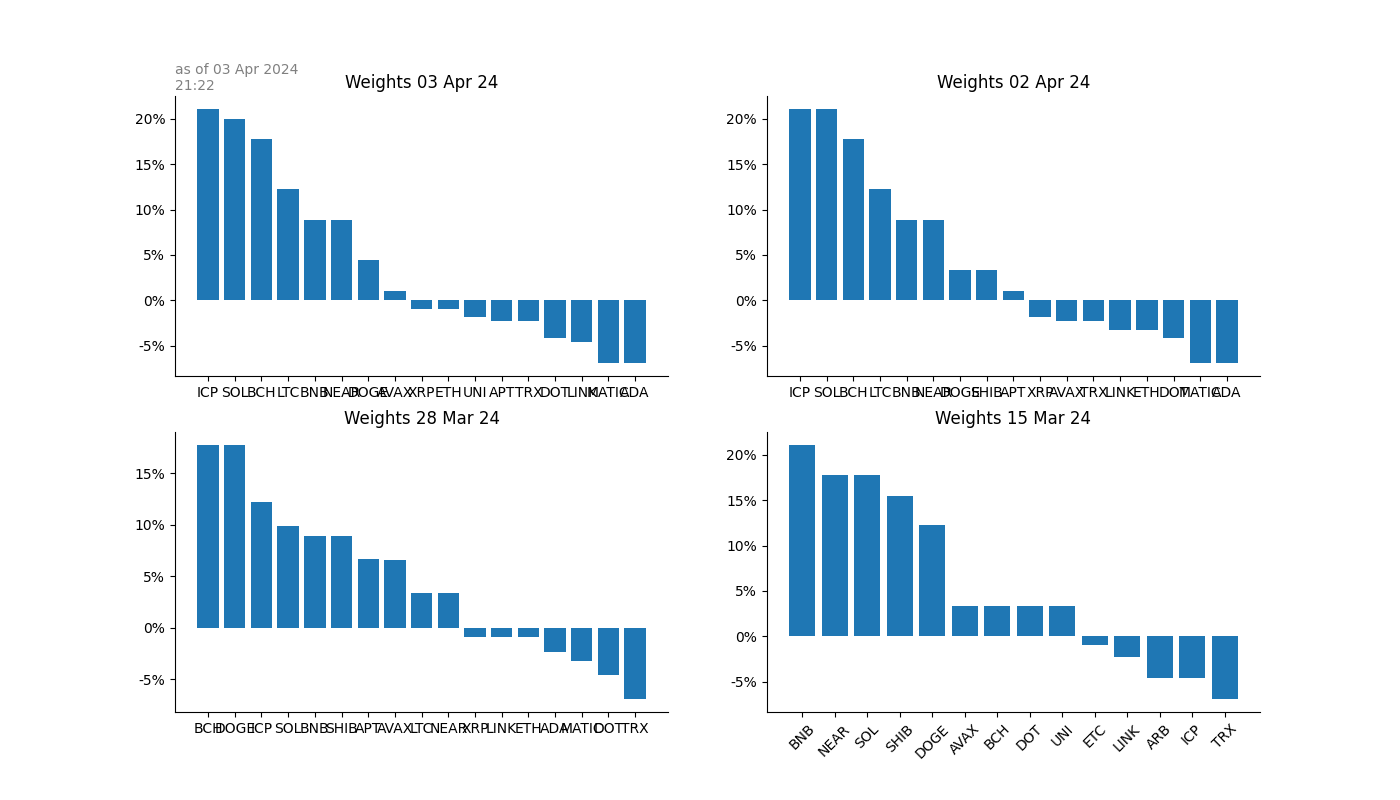 as of 03 Apr 2024
21:22
Weights 03 Apr 24
20%
15%
10%
5%
0%
-5%
ICP SOL BCH LTC BNB NEAR DOGE AVAX XRP ETH UNI APT TRX DOT LINK MATIC ADA
Weights 02 Apr 24
20%
15%
10%
5%
0%
-5%
ICP SOL BCH LTC BNB NEAR DOGE SHIB APT XRP AVAX TRX LINK ETH DOT MATIC ADA
Weights 28 Mar 24
15%
10%
5%
0%
-5%
BCH DOGE ICP SOL BNB SHIB APT AVAX LTC NEAR XRP LINK ETH ADA MATIC DOT TRX
Weights 15 Mar 24
20%
15%
10%
5%
0%
-5%
BNB NEAR SOL SHIB DOGE AVAX BCH DOT UNI ETC LINK ARB ICP TRX